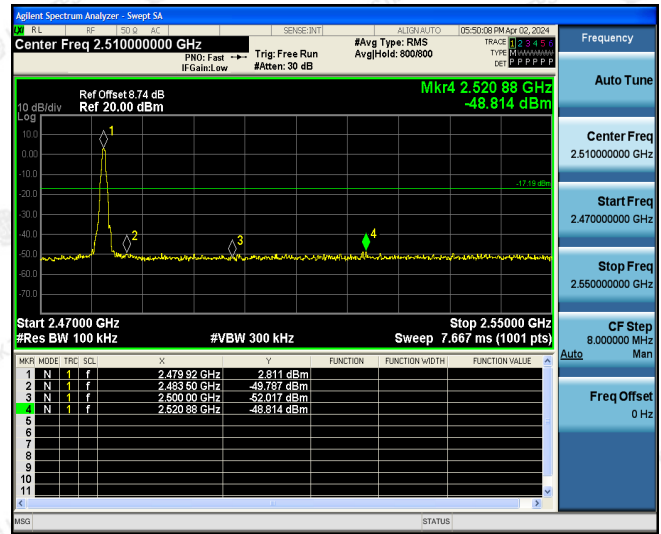 Agilent Spectrum Analyzer - Swept SA
LXI RL RF 50 Ω AC SENSE:INT ALIGN AUTO 05:50:08 PM Apr 02, 2024
Center Freq 2.510000000 GHz #Avg Type: RMS TRACE 1 2 3 4 5 6
PNO: Fast Trig: Free Run Avg|Hold: 800/800 TYPE M
IFGain:Low #Atten: 30 dB DET P P P P P P
Mkr4 2.520 88 GHz
Ref Offset 8.74 dB
10 dB/div Ref 20.00 dBm -48.814 dBm
Log
10.0
0.00
-10.0
-17.19 dBm
-20.0
-30.0
-40.0
-50.0
-60.0
-70.0
1
2
3
4
Start 2.47000 GHz Stop 2.55000 GHz
#Res BW 100 kHz #VBW 300 kHz Sweep 7.667 ms (1001 pts)
MKR MODE TRC SCL X Y FUNCTION FUNCTION WIDTH FUNCTION VALUE
1 N 1 f 2.479 92 GHz 2.811 dBm
2 N 1 f 2.483 50 GHz -49.787 dBm
3 N 1 f 2.500 00 GHz -52.017 dBm
4 N 1 f 2.520 88 GHz -48.814 dBm
5
6
7
8
9
10
11
MSG STATUS
Frequency
Auto Tune
Center Freq
2.510000000 GHz
Start Freq
2.470000000 GHz
Stop Freq
2.550000000 GHz
CF Step
8.000000 MHz
Auto Man
Freq Offset
0 Hz